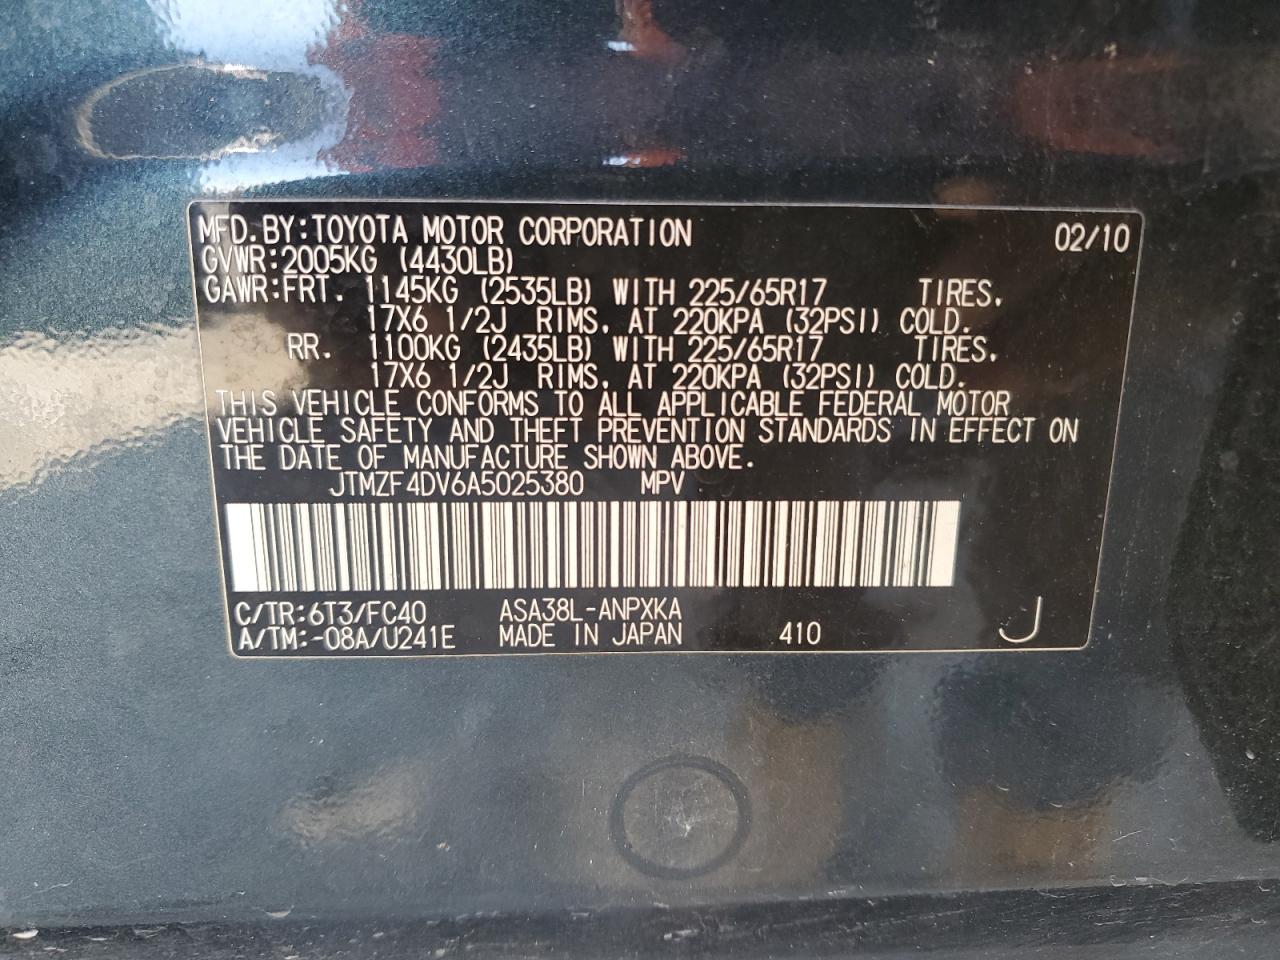 MFD. BY: TOYOTA MOTOR CORPORATION 02/10
GVWR: 2005KG (4430LB)
GAWR: FRT. 1145KG (2535LB) WITH 225/65R17 TIRES,
17X6 1/2J RIMS, AT 220KPA (32PSI) COLD.
RR. 1100KG (2435LB) WITH 225/65R17 TIRES,
17X6 1/2J RIMS, AT 220KPA (32PSI) COLD.
THIS VEHICLE CONFORMS TO ALL APPLICABLE FEDERAL MOTOR
VEHICLE SAFETY AND THEFT PREVENTION STANDARDS IN EFFECT ON
THE DATE OF MANUFACTURE SHOWN ABOVE.
JTMZF4DV6A5025380 MPV
C/TR:6T3/FC40 ASA38L-ANPXKA
A/TM:-08A/U241E MADE IN JAPAN 410 J